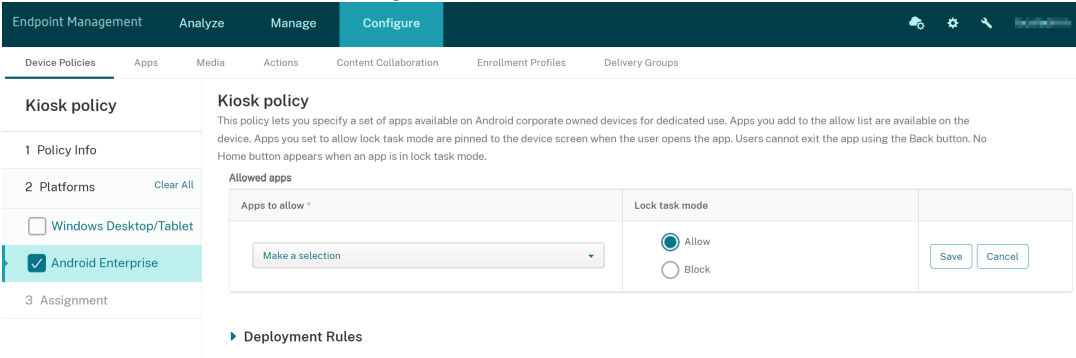 Endpoint Management Analyze Manage Configure
Device Policies Apps Media Actions Content Collaboration Enrollment Profiles Delivery Groups
Kiosk policy
1 Policy Info
2 Platforms Clear All
Windows Desktop/Tablet
Android Enterprise
3 Assignment
Kiosk policy
This policy lets you specify a set of apps available on Android corporate owned devices for dedicated use. Apps you add to the allow list are available on the
device. Apps you set to allow lock task mode are pinned to the device screen when the user opens the app. Users cannot exit the app using the Back button. No
Home button appears when an app is in lock task mode.
Allowed apps
Apps to allow * Lock task mode
Make a selection
Allow
Block
Save Cancel
Deployment Rules